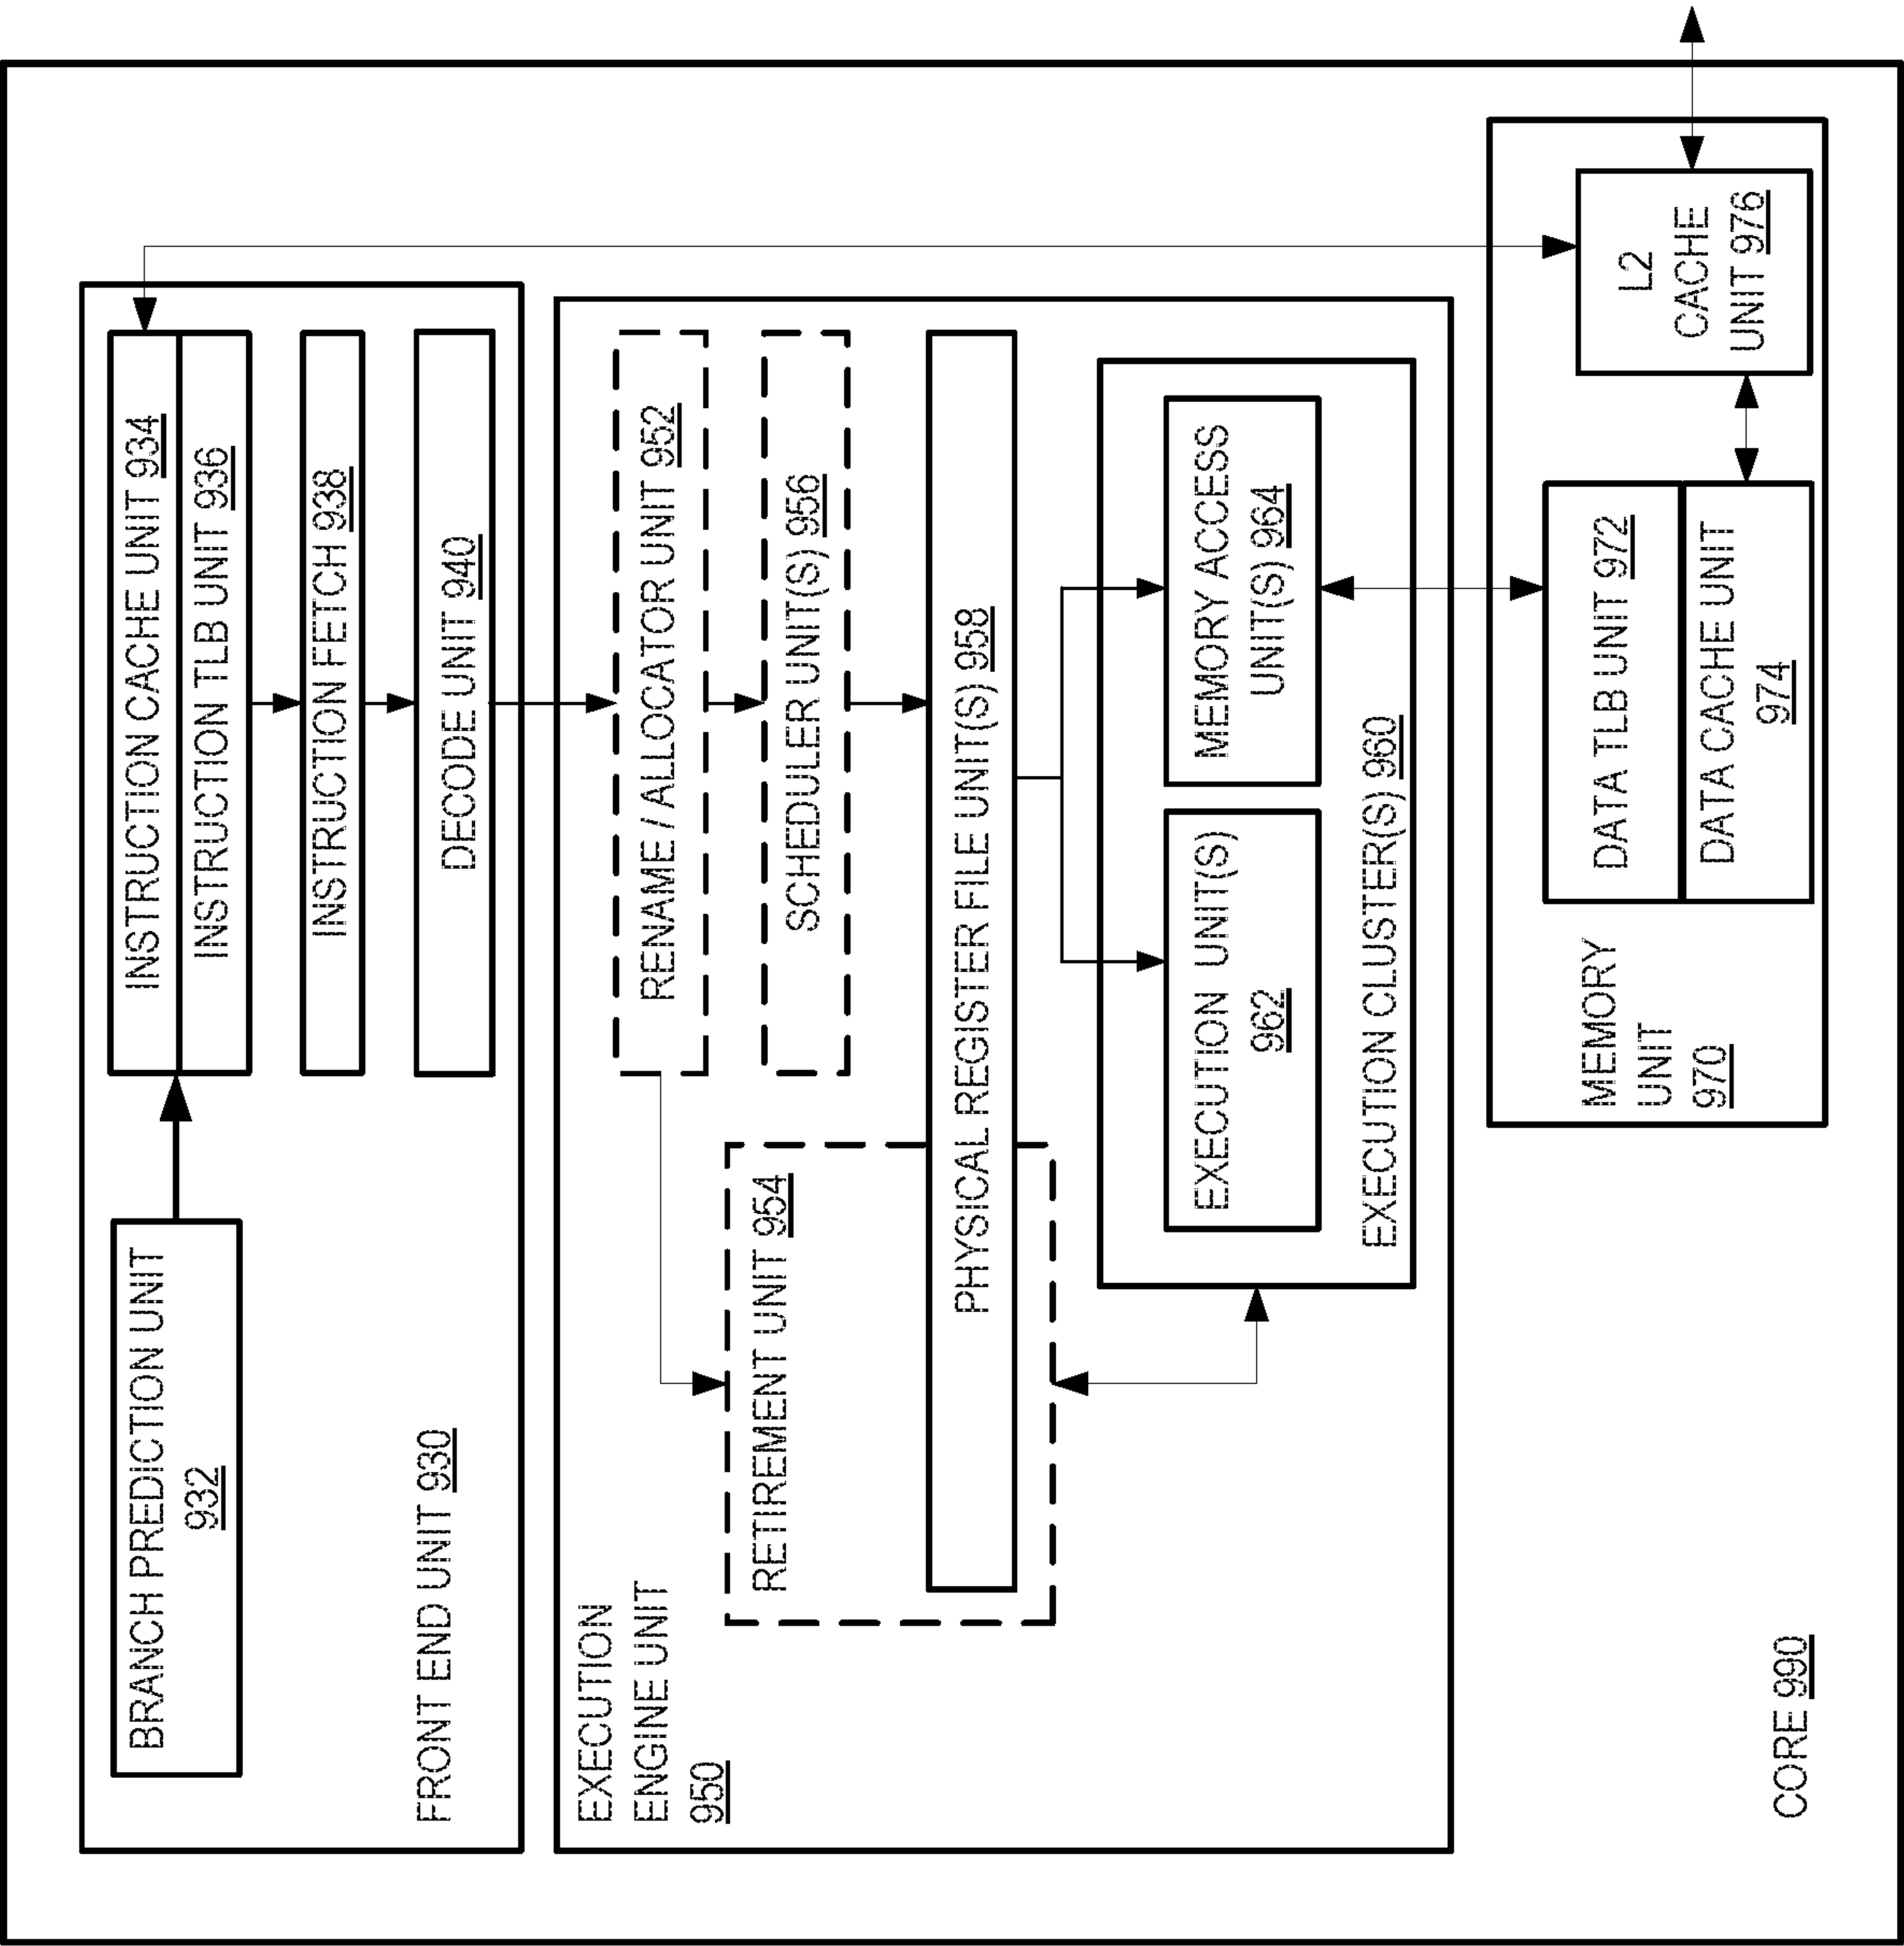 BRANCH PREDICTION UNIT
932
INSTRUCTION CACHE UNIT 934
INSTRUCTION TLB UNIT 936
INSTRUCTION FETCH 938
DECODE UNIT 940
FRONT END UNIT 930
EXECUTION
ENGINE UNIT
950
RENAME / ALLOCATOR UNIT 952
RETIREMENT UNIT 954
SCHEDULER UNIT(S) 956
PHYSICAL REGISTER FILE UNIT(S) 958
EXECUTION UNIT(S)
962
MEMORY ACCESS
UNIT(S) 964
EXECUTION CLUSTER(S) 960
MEMORY
UNIT
970
DATA TLB UNIT 972
DATA CACHE UNIT
974
L2
CACHE
UNIT 976
CORE 990